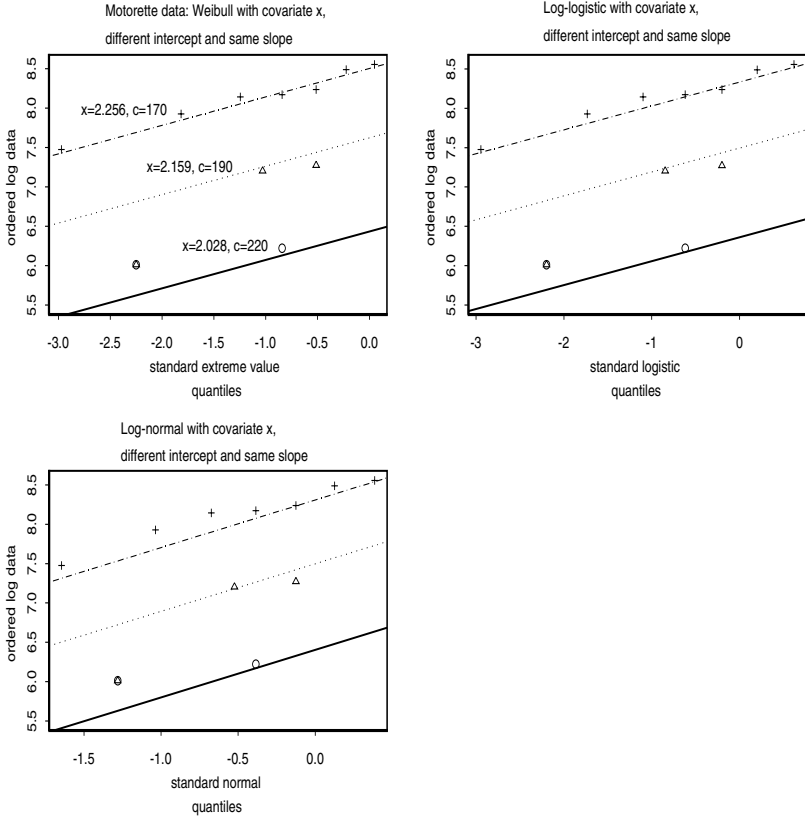 Motorette data: Weibull with covariate x,
different intercept and same slope
8.5
8.0
7.5
7.0
6.5
6.0
5.5
ordered log data
x=2.256, c=170
x=2.159, c=190
x=2.028, c=220
-3.0 -2.5 -2.0 -1.5 -1.0 -0.5 0.0
standard extreme value
quantiles
Log-logistic with covariate x,
different intercept and same slope
8.5
8.0
7.5
7.0
6.5
6.0
5.5
ordered log data
-3 -2 -1 0
standard logistic
quantiles
Log-normal with covariate x,
different intercept and same slope
8.5
8.0
7.5
7.0
6.5
6.0
5.5
ordered log data
-1.5 -1.0 -0.5 0.0
standard normal
quantiles